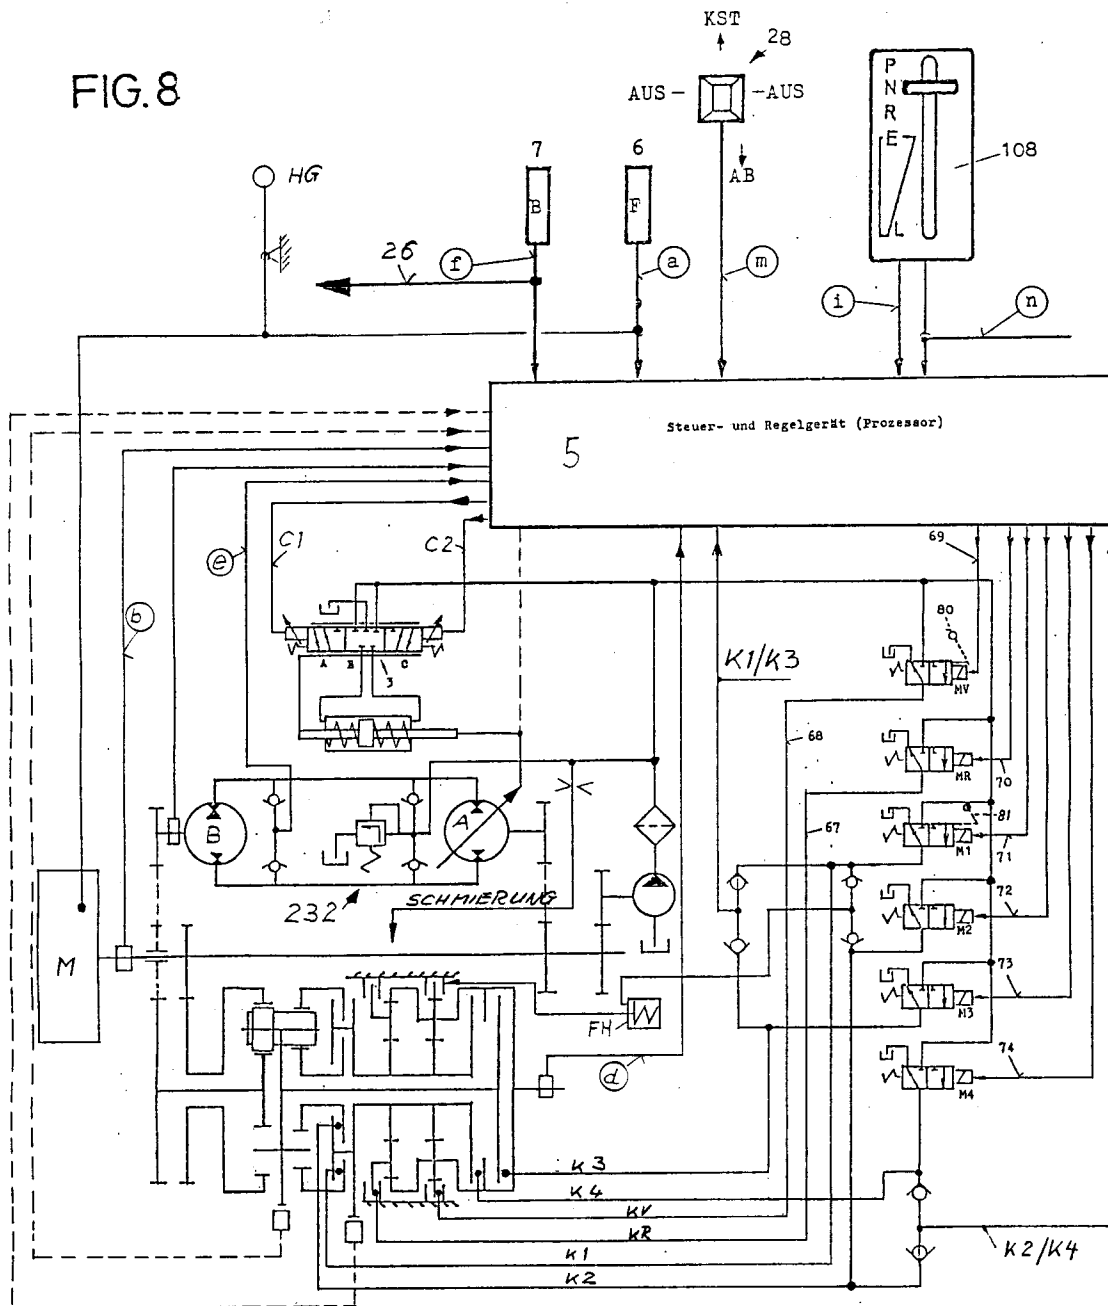 FIG. 8
KST
28
AUS
AUS
AB
P
N
R
E
L
108
HG
7
B
6
F
26
f
a
m
i
n
Steuer- und Regelgerät (Prozessor)
5
C1
C2
e
b
69
80
A
B
C
3
K1/K3
MV
68
MR
70
67
81
M1
71
B
A
232
SCHMIERUNG
72
M2
M
73
M3
FH
d
74
M4
K3
K4
KV
KR
K1
K2
K2/K4